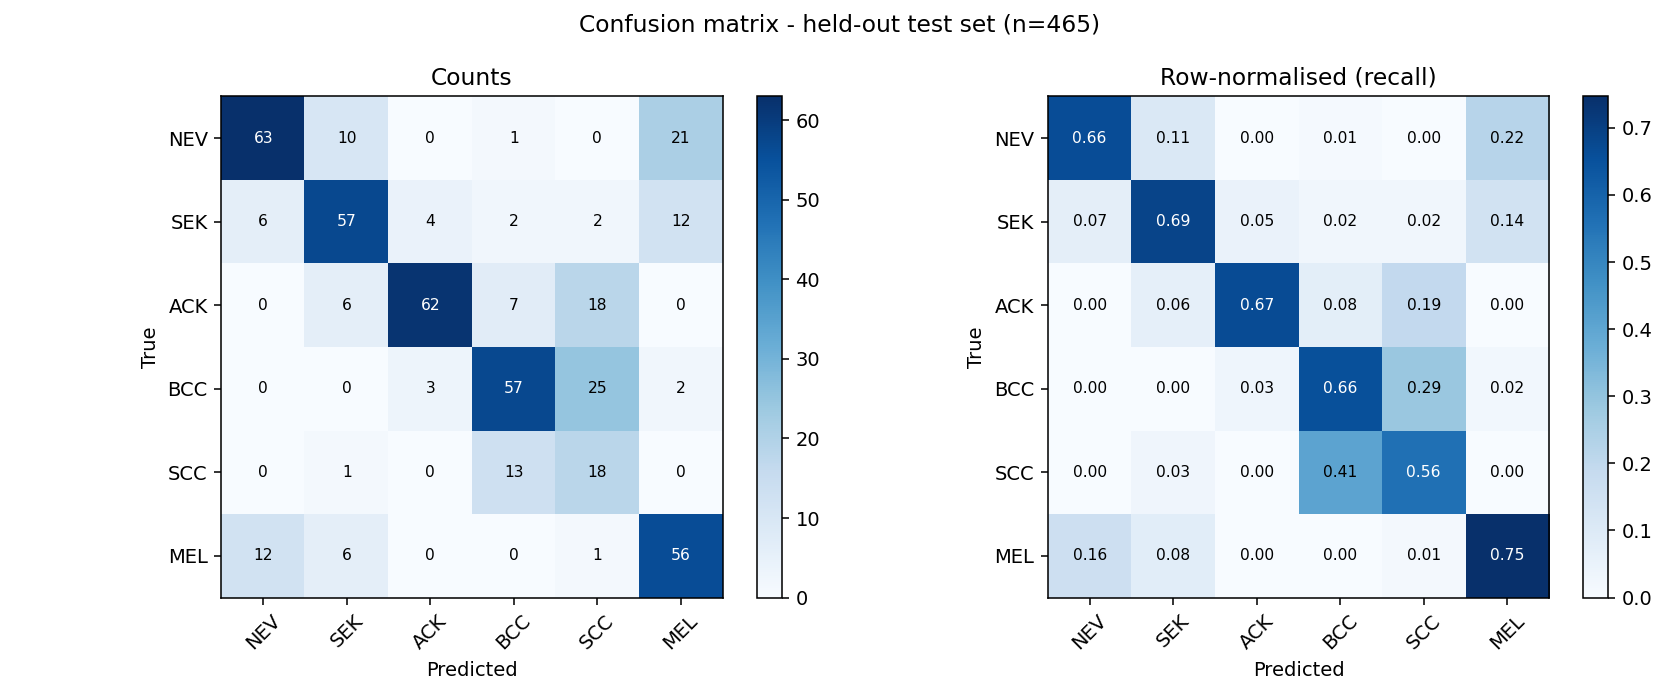 Confusion matrix - held-out test set (n=465)
Counts
NEV 63 10 0 1 0 21
SEK 6 57 4 2 2 12
ACK 0 6 62 7 18 0
BCC 0 0 3 57 25 2
SCC 0 1 0 13 18 0
MEL 12 6 0 0 1 56
NEV SEK ACK BCC SCC MEL
Predicted
True
60
50
40
30
20
10
0
Row-normalised (recall)
NEV 0.66 0.11 0.00 0.01 0.00 0.22
SEK 0.07 0.69 0.05 0.02 0.02 0.14
ACK 0.00 0.06 0.67 0.08 0.19 0.00
BCC 0.00 0.00 0.03 0.66 0.29 0.02
SCC 0.00 0.03 0.00 0.41 0.56 0.00
MEL 0.16 0.08 0.00 0.00 0.01 0.75
NEV SEK ACK BCC SCC MEL
Predicted
True
0.7
0.6
0.5
0.4
0.3
0.2
0.1
0.0